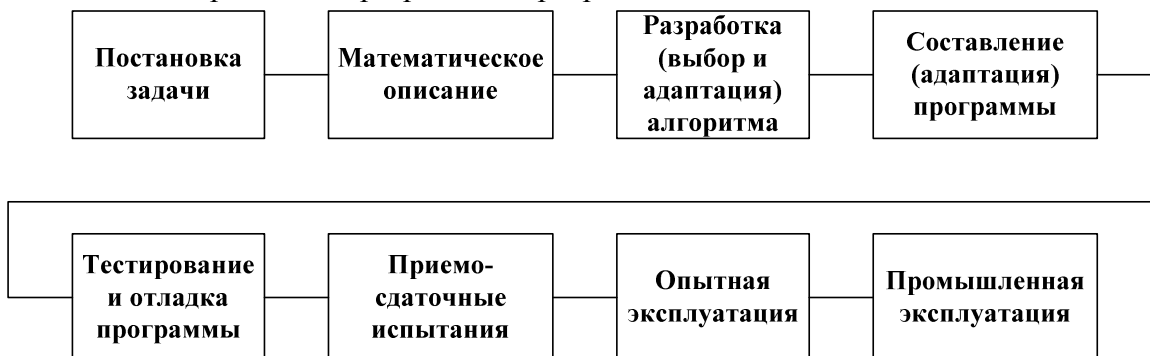 Постановка
задачи
Математическое
описание
Разработка
(выбор и
адаптация)
алгоритма
Составление
(адаптация)
программы
Тестирование
и отладка
программы
Приемо-
сдаточные
испытания
Опытная
эксплуатация
Промышленная
эксплуатация